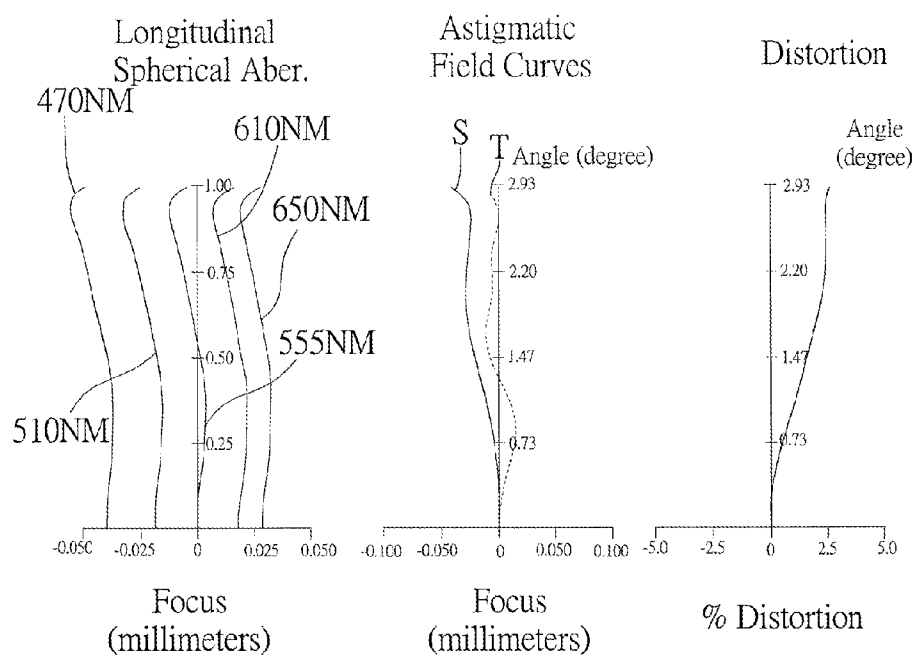 Longitudinal
Spherical Aber.
470NM
610NM
650NM
555NM
510NM
1.00
0.75
0.50
0.25
-0.050
-0.025
0
0.025
0.050
Focus
(millimeters)
Astigmatic
Field Curves
S
T
Angle (degree)
2.93
2.20
1.47
0.73
-0.100
-0.050
0
0.050
0.100
Focus
(millimeters)
Distortion
Angle
(degree)
2.93
2.20
1.47
0.73
-5.0
-2.5
0
2.5
5.0
% Distortion